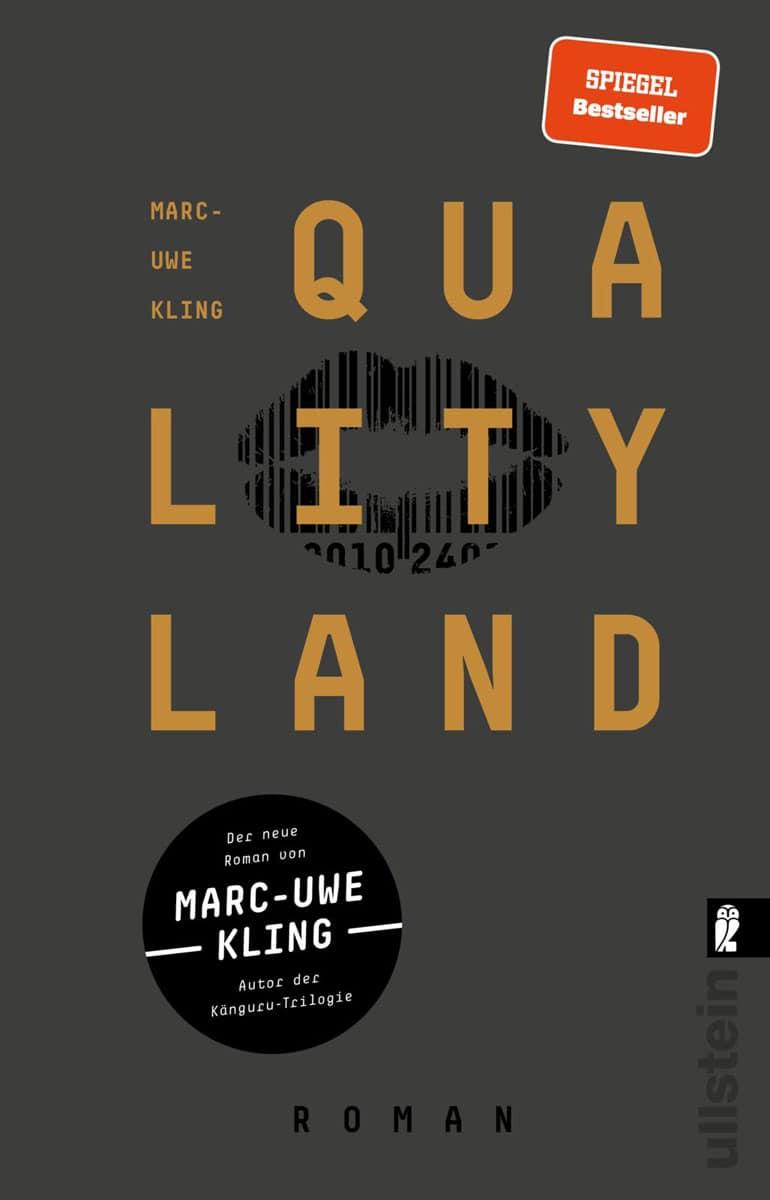 SPIEGEL
Bestseller
MARC-
UWE
KLING
QUA
LITY
LAND
Der neue
Roman von
MARC-UWE
KLING
Autor der
Känguru-Trilogie
ullstein
ROMAN